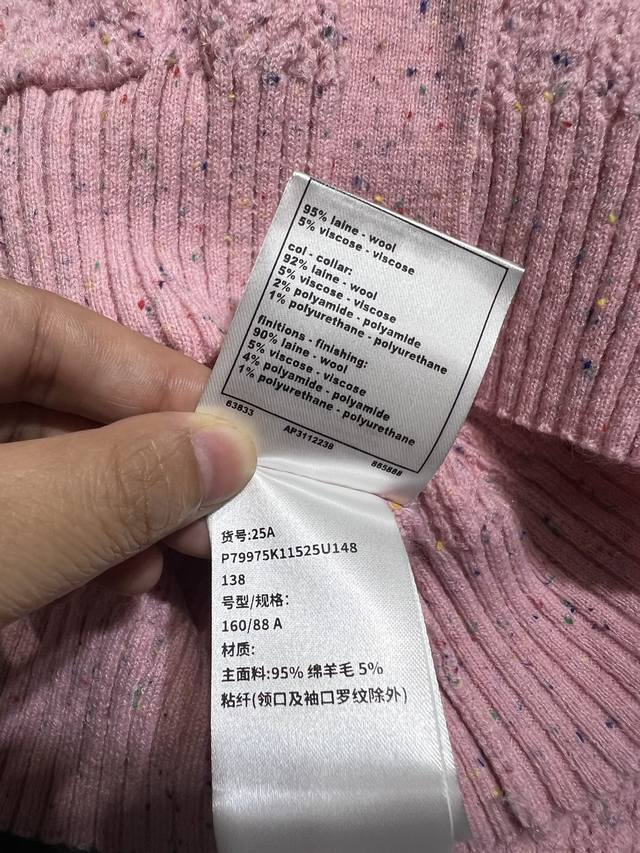 95% laine - wool
5% viscose - viscose
col - collar:
92% laine - wool
5% viscose - viscose
2% polyamide - polyamide
1% polyurethane - polyurethane
finitions - finishing:
90% laine - wool
5% viscose - viscose
4% polyamide - polyamide
1% polyurethane - polyurethane
63833 AP3112238 885888
货号:25A
P79975K11525U148
138
号型/规格:
160/88 A
材质:
主面料:95% 绵羊毛 5%
粘纤(领口及袖口罗纹除外)